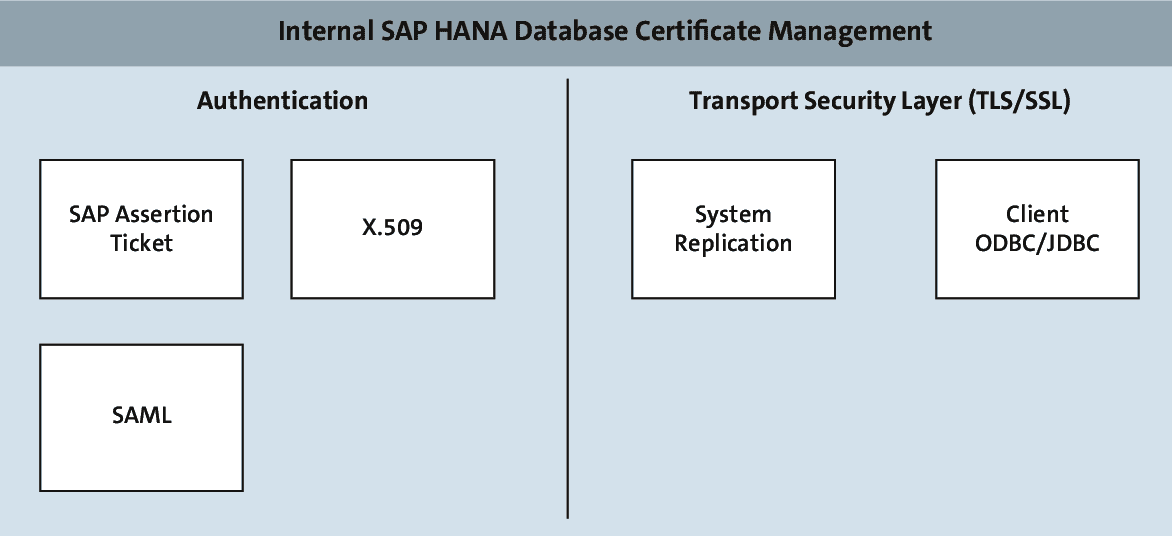 Internal SAP HANA Database Certificate Management
Authentication
Transport Security Layer (TLS/SSL)
SAP Assertion
Ticket
X.509
System
Replication
Client
ODBC/JDBC
SAML